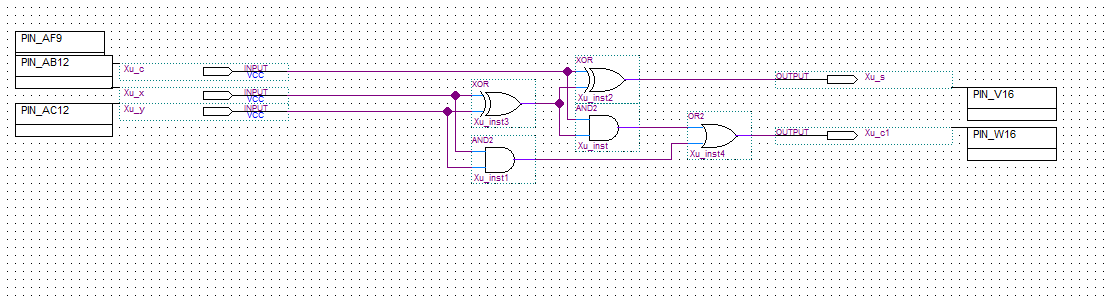 PIN_AF9
PIN_AB12
Xu_c
INPUT
VCC
Xu_x
INPUT
VCC
Xu_y
INPUT
VCC
PIN_AC12
XOR
Xu_inst3
AND2
Xu_inst1
XOR
Xu_inst2
AND2
Xu_inst
OR2
Xu_inst4
OUTPUT
Xu_s
OUTPUT
Xu_c1
PIN_V16
PIN_W16